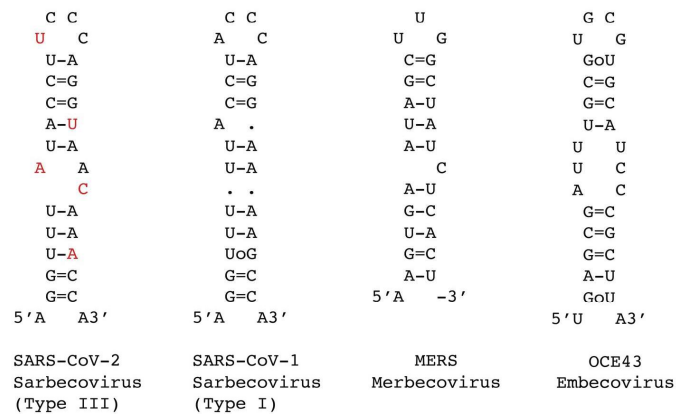 C C
U C
U-A
C=G
C=G
A-U
U-A
A A
C
U-A
U-A
U-A
G=C
G=C
5'A A3'
SARS-CoV-2
Sarbecovirus
(Type III)
C C
A C
U-A
C=G
C=G
A .
U-A
U-A
. .
U-A
U-A
UoG
G=C
G=C
5'A A3'
SARS-CoV-1
Sarbecovirus
(Type I)
U
U G
C=G
G=C
A-U
U-A
A-U
C
A-U
G=C
U-A
G=C
A-U
5'A -3'
MERS
Merbecovirus
G C
U G
GoU
C=G
G=C
U-A
U U
U C
A C
G=C
C=G
G=C
A-U
GoU
5'U A3'
OCE43
Embecovirus